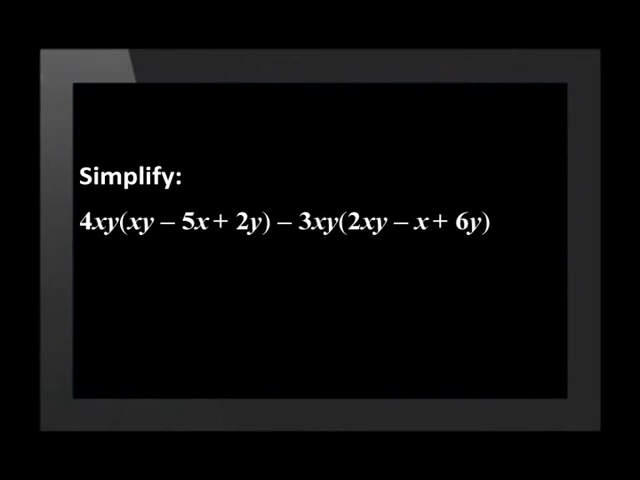 Simplify:
4xy(xy – 5x + 2y) – 3xy(2xy – x + 6y)